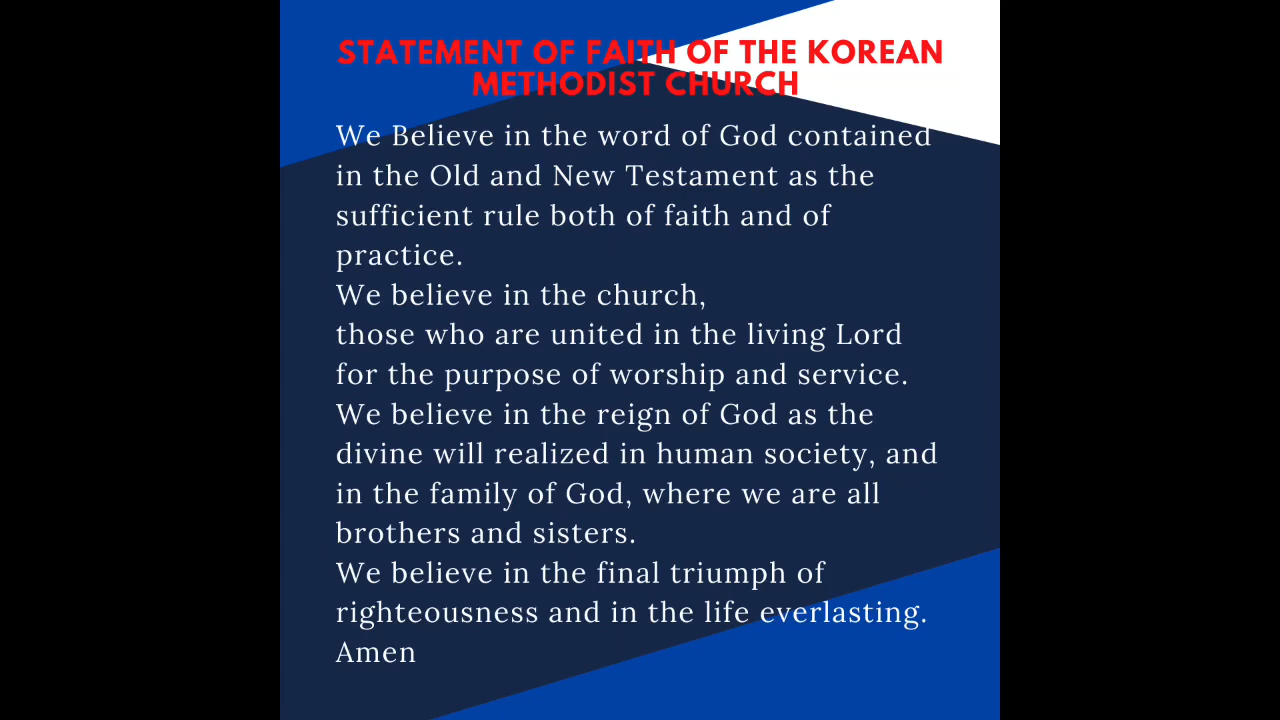 STATEMENT OF FAITH OF THE KOREAN
METHODIST CHURCH
We Believe in the word of God contained
in the Old and New Testament as the
sufficient rule both of faith and of
practice.
We believe in the church,
those who are united in the living Lord
for the purpose of worship and service.
We believe in the reign of God as the
divine will realized in human society, and
in the family of God, where we are all
brothers and sisters.
We believe in the final triumph of
righteousness and in the life everlasting.
Amen